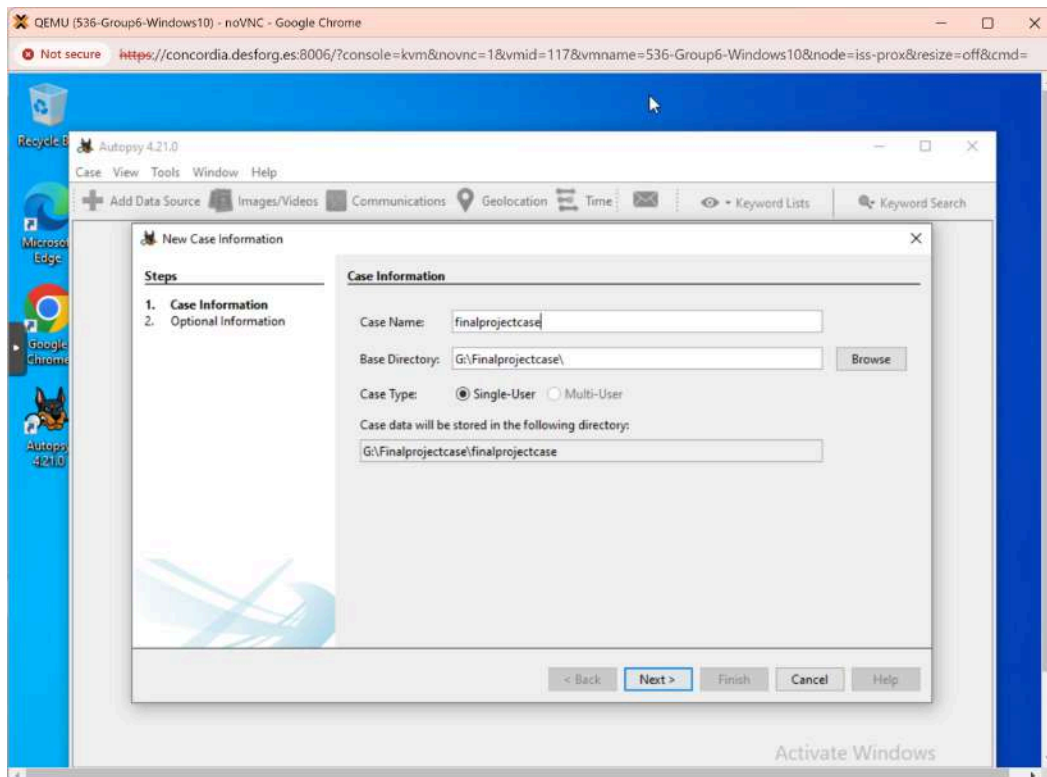 QEMU (536-Group6-Windows10) - noVNC - Google Chrome
Not secure https://concordia.desforg.es:8006/?console=kvm&novnc=1&vmid=117&vmname=536-Group6-Windows10&node=iss-prox&resize=off&cmd=
Recycle B
Autopsy 4.21.0
Case View Tools Window Help
Add Data Source Images/Videos Communications Geolocation Time Keyword Lists Keyword Search
Microsof
Edge
New Case Information
Steps
1. Case Information
2. Optional Information
Case Information
Case Name: finalprojectcase
Base Directory: G:\Finalprojectcase\ Browse
Case Type: Single-User Multi-User
Case data will be stored in the following directory:
G:\Finalprojectcase\finalprojectcase
Google
Chrome
Autopsy
4.21.0
< Back Next > Finish Cancel Help
Activate Windows